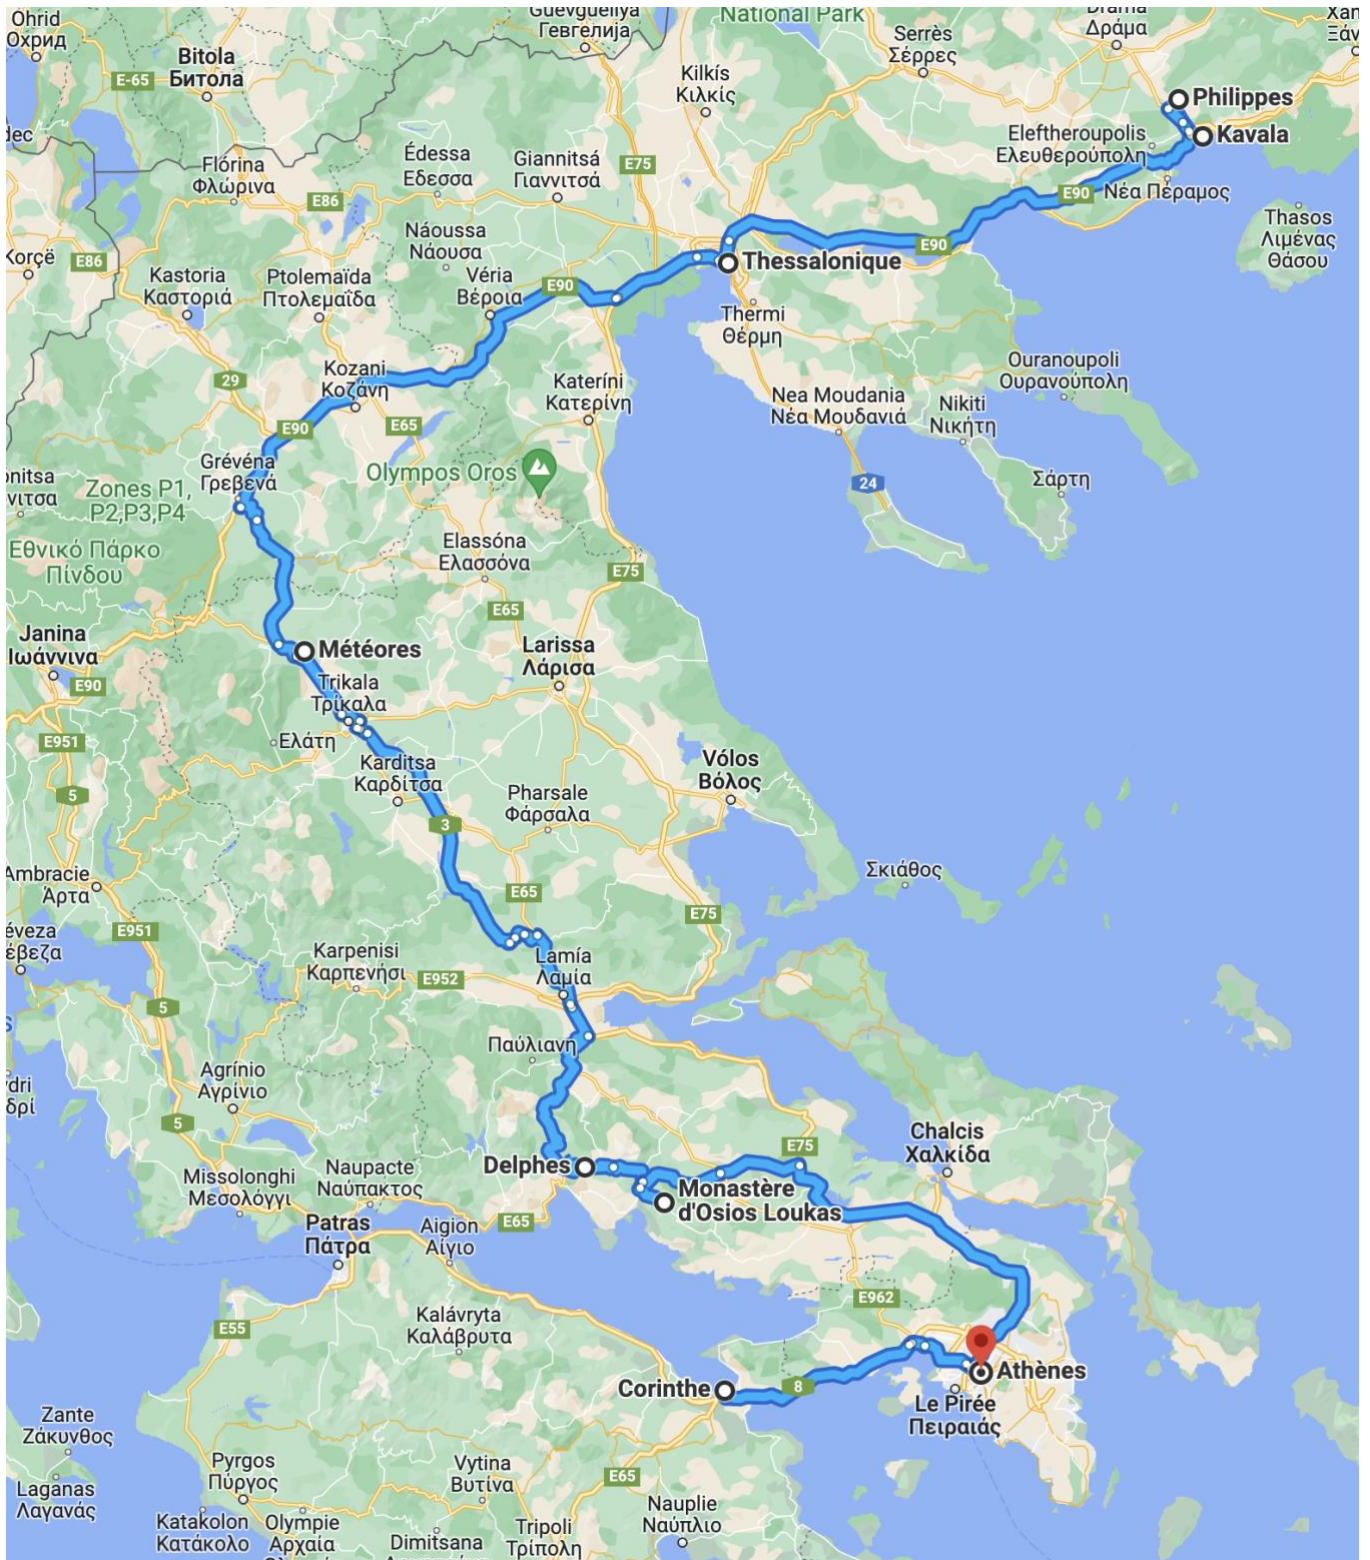 Ohrid
Охрид
Bitola
Битола
E-65
Guevgueliya
Гевгелија
National Park
Serrès
Σέρρες
Drama
Δράμα
Kilkís
Κιλκίς
Philippes
Kavala
Eleftheroupolis
Ελευθερούπολη
E90
Νέα Πέραμος
Flórina
Φλώρινα
Édessa
Έδεσσα
Giannitsá
Γιαννιτσά
E75
E86
Náoussa
Νάουσα
E90
Thasos
Λιμένας
Θάσου
Korçë
E86
Kastoria
Καστοριά
Ptolemaïda
Πτολεμαΐδα
Véria
Βέροια
E90
Thessalonique
Thermi
Θέρμη
Kozani
Κοζάνη
29
E90
E65
Kateríni
Κατερίνη
Nea Moudania
Νέα Μουδανιά
Ouranoupoli
Ουρανούπολη
Nikiti
Νικήτη
Σάρτη
24
Grévéna
Γρεβενά
Olympos Oros
Zones P1,
P2,P3,P4
Εθνικό Πάρκο
Πίνδου
Elassóna
Ελασσόνα
E75
E65
Janina
Ιωάννινα
E90
Météores
Larissa
Λάρισα
Trikala
Τρίκαλα
Ελάτη
E951
Karditsa
Καρδίτσα
Vólos
Βόλος
5
Pharsale
Φάρσαλα
3
Ambracie
Άρτα
Σκιάθος
E65
E75
E951
Karpenisi
Καρπενήσι
E952
Lamía
Λαμία
5
Παύλιανη
Agrínio
Αγρίνιο
5
E75
Chalcis
Χαλκίδα
Delphes
Missolonghi
Μεσολόγγι
Naupacte
Ναύπακτος
Monastère
d'Osios Loukas
Patras
Πάτρα
Aigion
Αίγιο
E65
E962
E55
Kalávryta
Καλάβρυτα
Athènes
Corinthe
8
Le Pirée
Πειραιάς
Zante
Ζάκυνθος
Pyrgos
Πύργος
Vytina
Βυτίνα
E65
Laganas
Λαγανάς
Katakolon
Κατάκολο
Olympie
Αρχαία
Dimitsana
Tripoli
Τρίπολη
Nauplie
Ναύπλιο